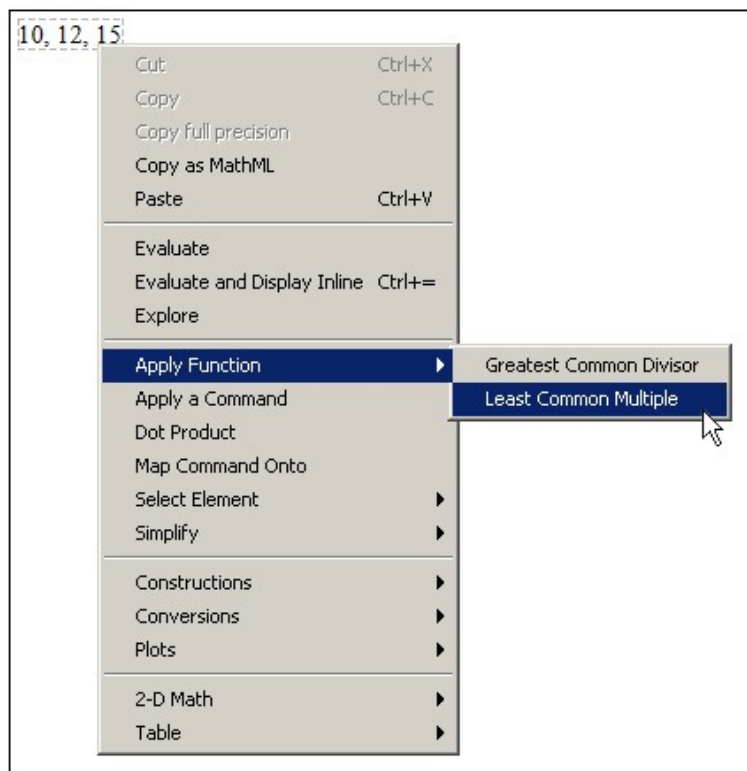 10, 12, 15
Cut Ctrl+X
Copy Ctrl+C
Copy full precision
Copy as MathML
Paste Ctrl+V
Evaluate
Evaluate and Display Inline Ctrl+=
Explore
Apply Function
Greatest Common Divisor
Least Common Multiple
Apply a Command
Dot Product
Map Command Onto
Select Element
Simplify
Constructions
Conversions
Plots
2-D Math
Table